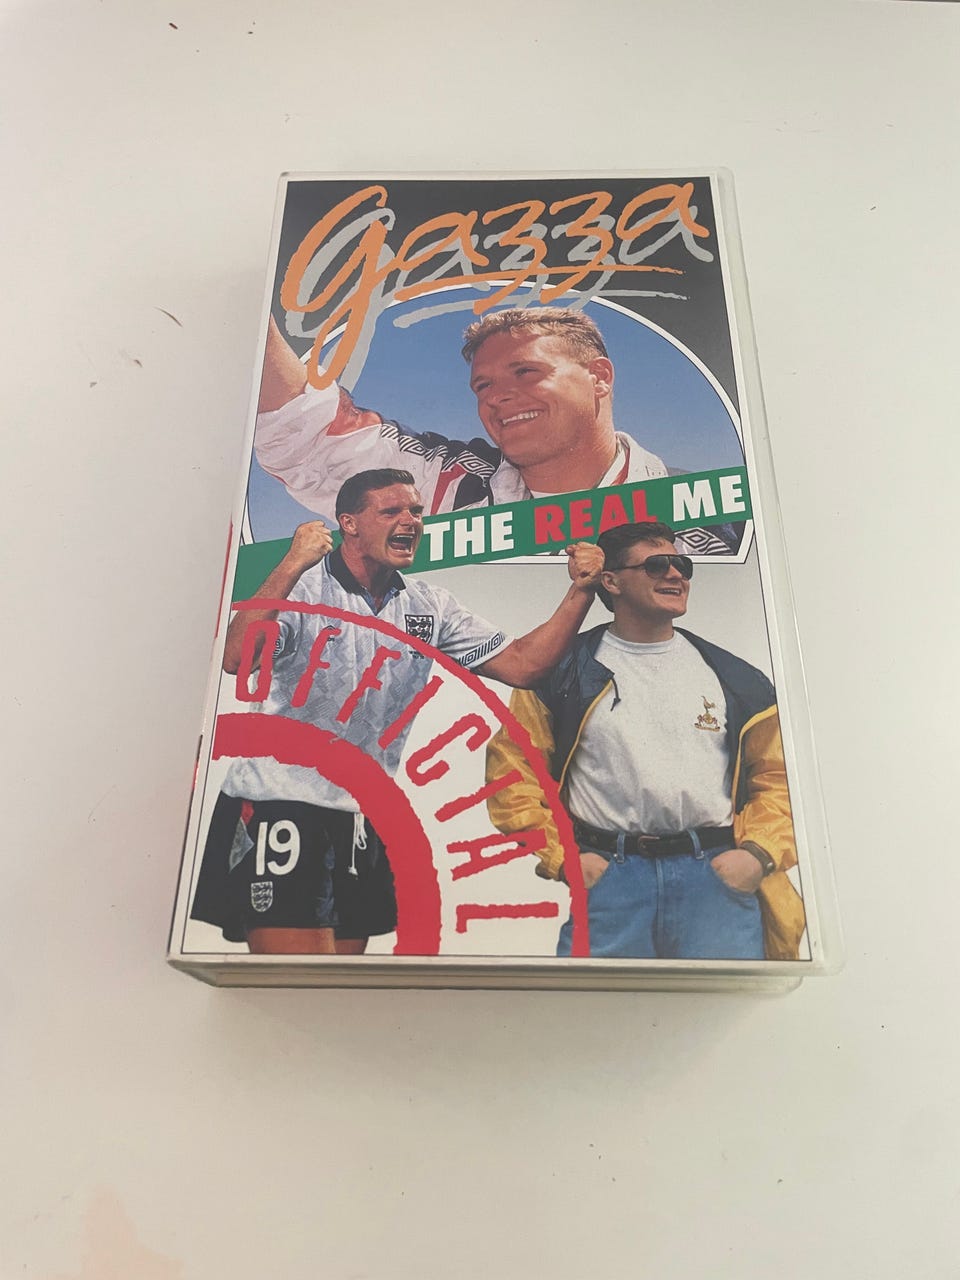 gazza
THE REAL ME
OFFICIAL
19